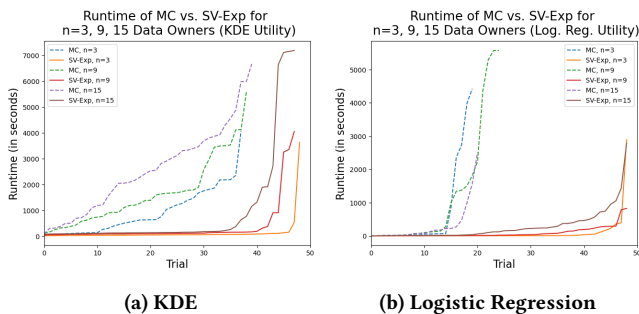 Runtime of MC vs. SV-Exp for
n=3, 9, 15 Data Owners (KDE Utility)
MC, n=3
SV-Exp, n=3
MC, n=9
SV-Exp, n=9
MC, n=15
SV-Exp, n=15
Runtime (in seconds)
7000
6000
5000
4000
3000
2000
1000
0
0 10 20 30 40 50
Trial
(a) KDE
Runtime of MC vs. SV-Exp for
n=3, 9, 15 Data Owners (Log. Reg. Utility)
MC, n=3
SV-Exp, n=3
MC, n=9
SV-Exp, n=9
MC, n=15
SV-Exp, n=15
Runtime (in seconds)
5000
4000
3000
2000
1000
0
0 10 20 30 40 50
Trial
(b) Logistic Regression